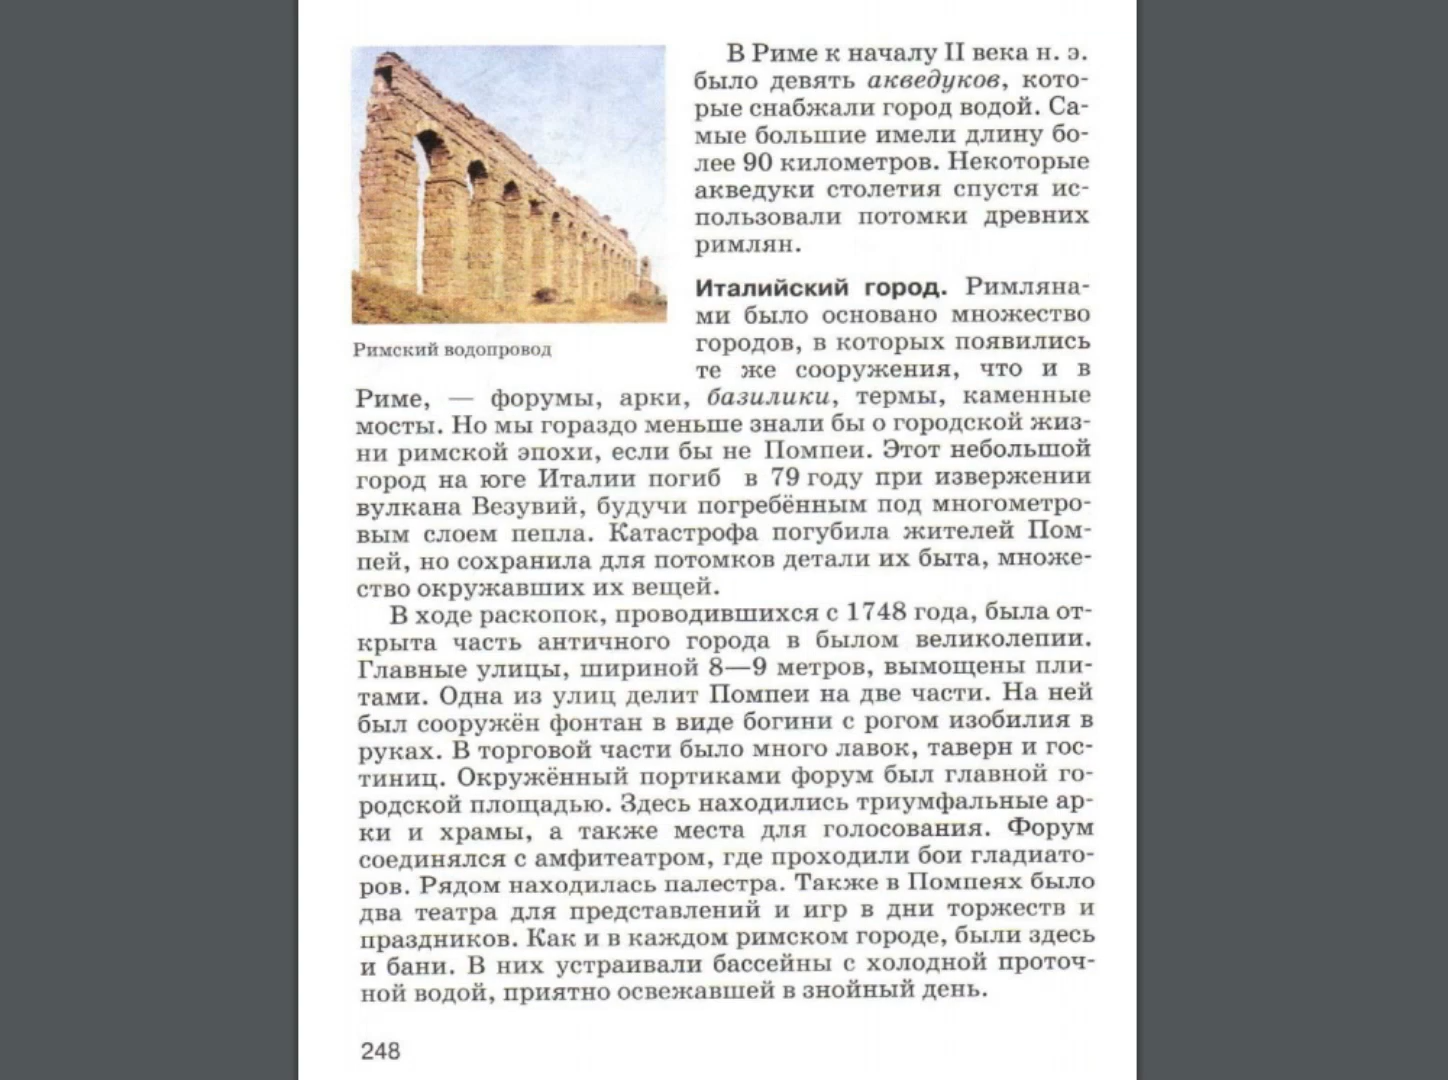 В Риме к началу II века н. э.
было девять акведуков, кото-
рые снабжали город водой. Са-
мые большие имели длину бо-
лее 90 километров. Некоторые
акведуки столетия спустя ис-
пользовали потомки древних
римлян.
Италийский город. Римляна-
ми было основано множество
городов, в которых появились
те же сооружения, что и в
Римский водопровод
Риме, — форумы, арки, базилики, термы, каменные
мосты. Но мы гораздо меньше знали бы о городской жиз-
ни римской эпохи, если бы не Помпеи. Этот небольшой
город на юге Италии погиб в 79 году при извержении
вулкана Везувий, будучи погребённым под многометро-
вым слоем пепла. Катастрофа погубила жителей Пом-
пей, но сохранила для потомков детали их быта, множе-
ство окружавших их вещей.
В ходе раскопок, проводившихся с 1748 года, была от-
крыта часть античного города в былом великолепии.
Главные улицы, шириной 8—9 метров, вымощены пли-
тами. Одна из улиц делит Помпеи на две части. На ней
был сооружён фонтан в виде богини с рогом изобилия в
руках. В торговой части было много лавок, таверн и гос-
тиниц. Окружённый портиками форум был главной го-
родской площадью. Здесь находились триумфальные ар-
ки и храмы, а также места для голосования. Форум
соединялся с амфитеатром, где проходили бои гладиато-
ров. Рядом находилась палестра. Также в Помпеях было
два театра для представлений и игр в дни торжеств и
праздников. Как и в каждом римском городе, были здесь
и бани. В них устраивали бассейны с холодной проточ-
ной водой, приятно освежавшей в знойный день.
248